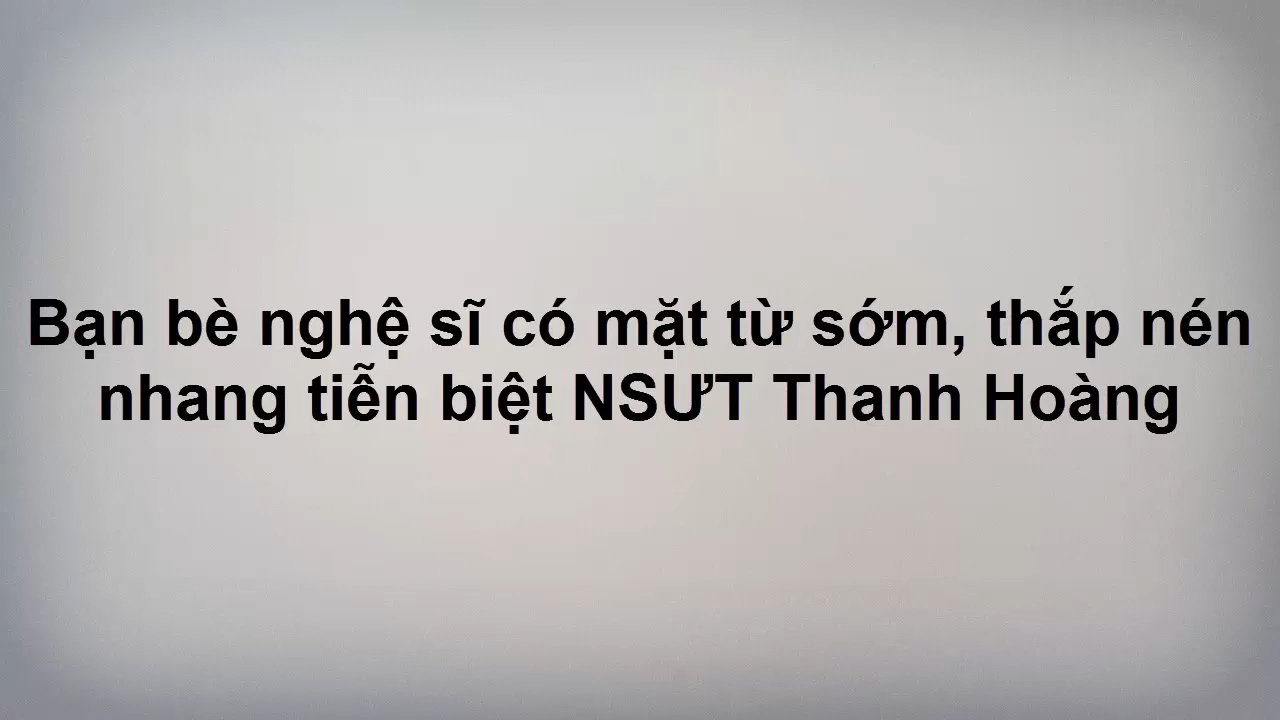 Bạn bè nghệ sĩ có mặt từ sớm, thắp nén
nhang tiễn biệt NSƯT Thanh Hoàng